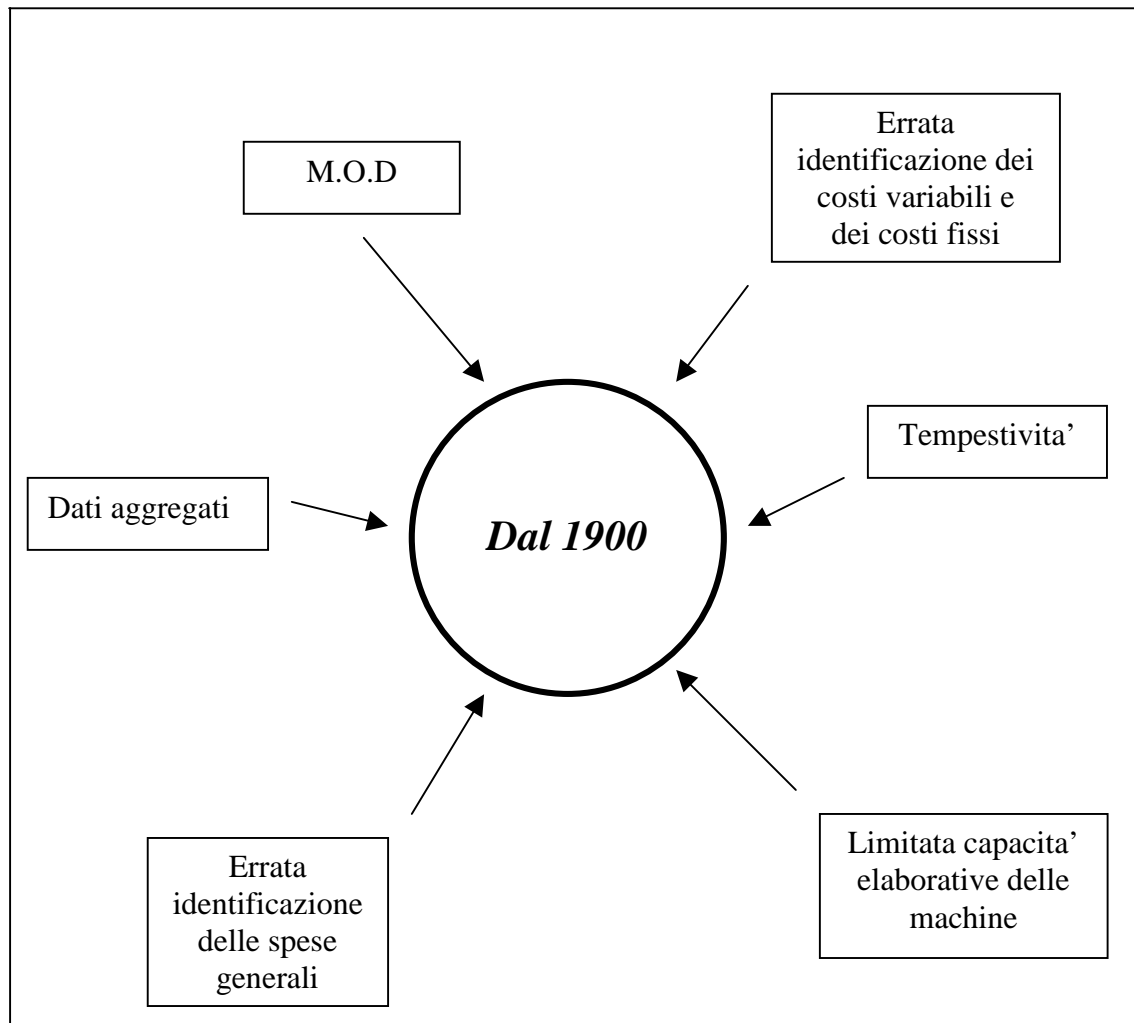 M.O.D
Errata
identificazione dei
costi variabili e
dei costi fissi
Tempestivita’
Dati aggregati
Dal 1900
Errata
identificazione
delle spese
generali
Limitata capacita’
elaborative delle
machine